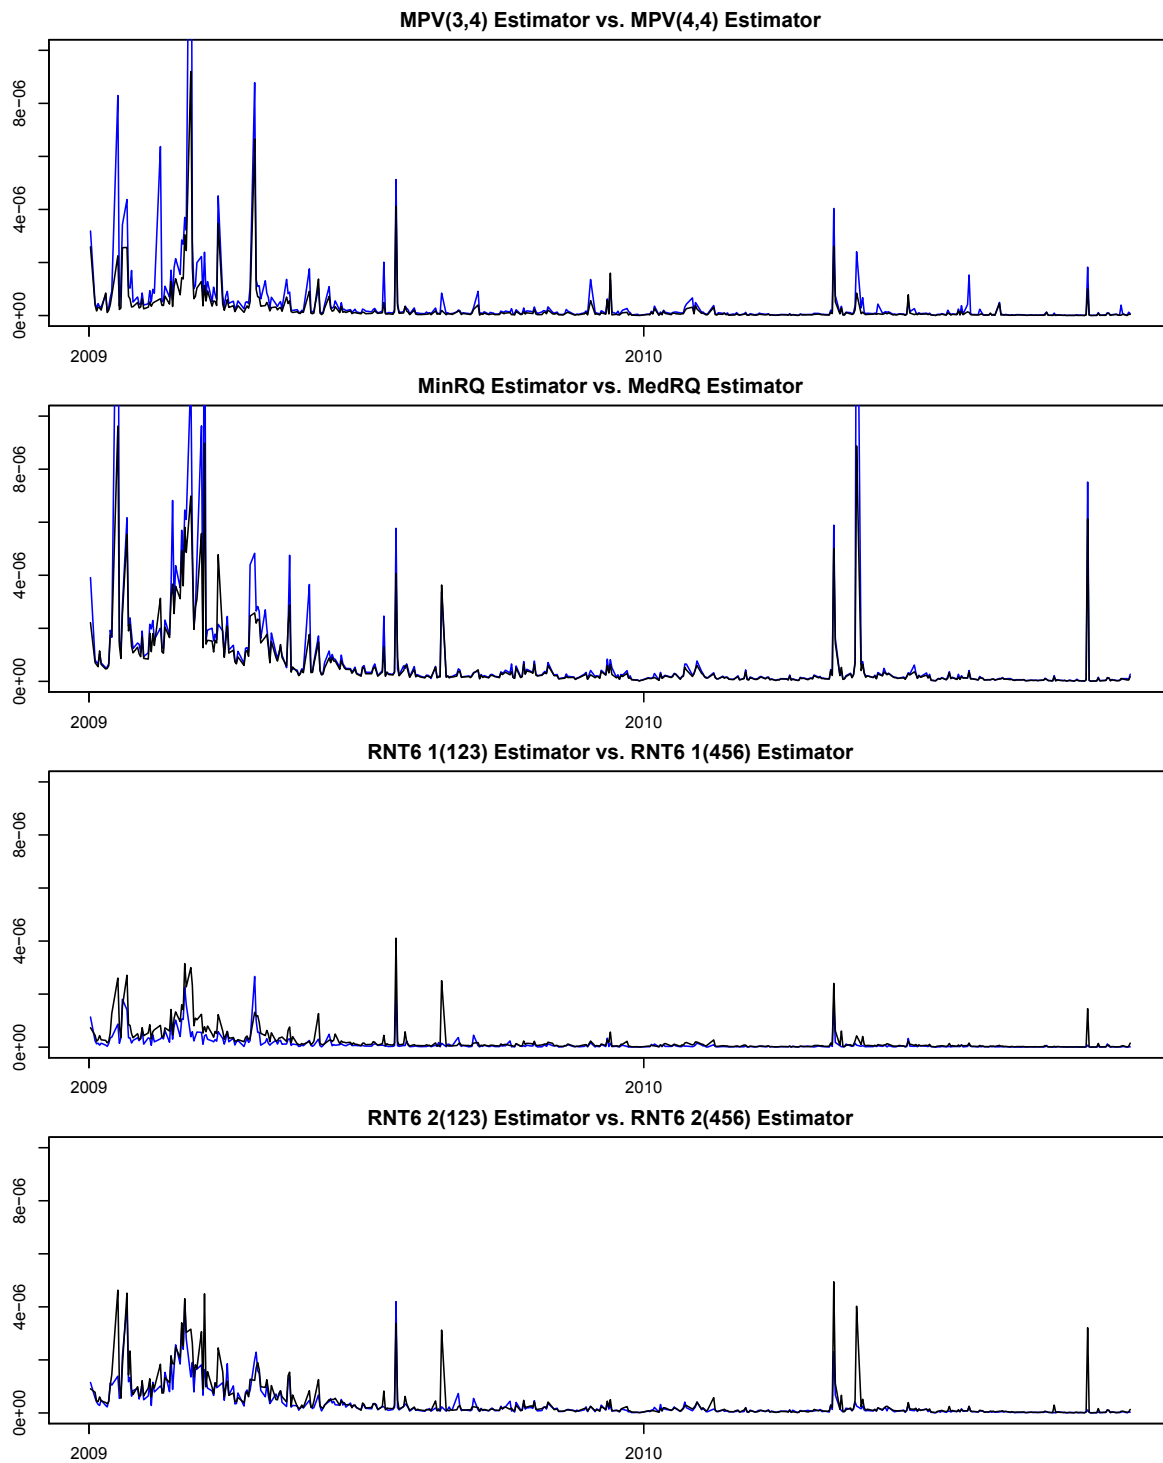 MPV(3,4) Estimator vs. MPV(4,4) Estimator
8e−06
4e−06
0e+00
2009 2010
MinRQ Estimator vs. MedRQ Estimator
8e−06
4e−06
0e+00
2009 2010
RNT6 1(123) Estimator vs. RNT6 1(456) Estimator
8e−06
4e−06
0e+00
2009 2010
RNT6 2(123) Estimator vs. RNT6 2(456) Estimator
8e−06
4e−06
0e+00
2009 2010